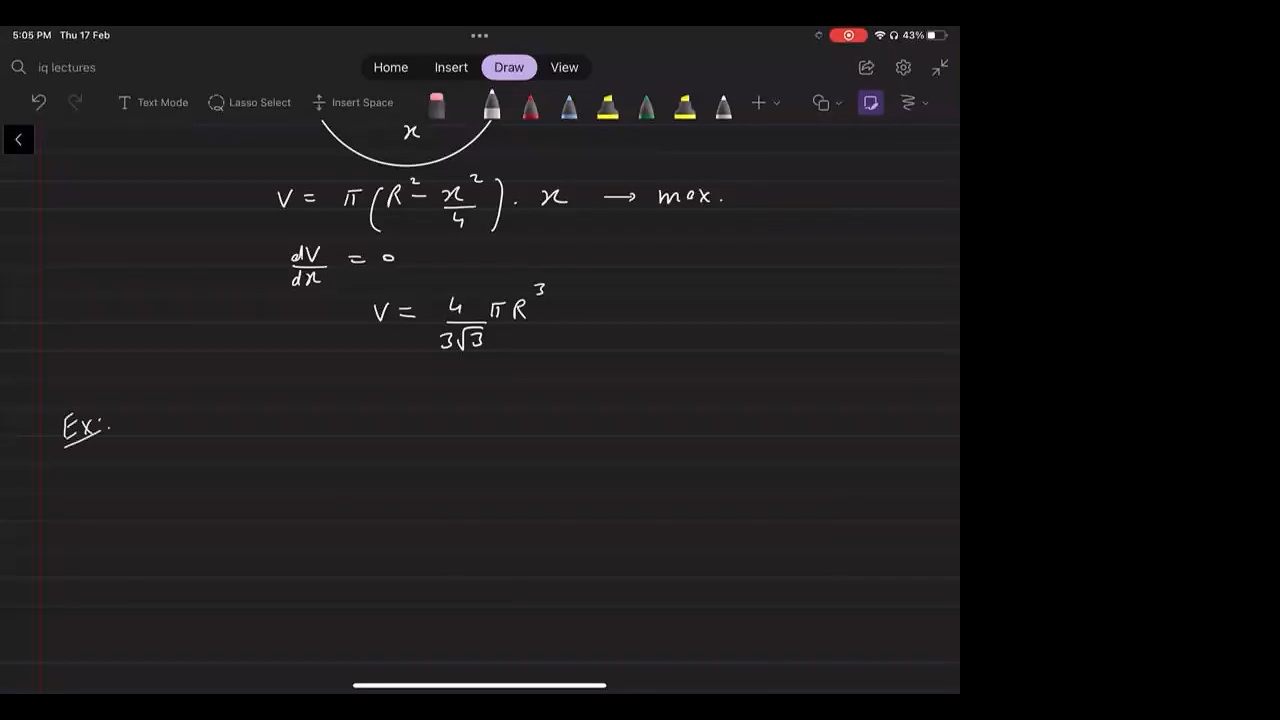 5:05 PM Thu 17 Feb
43%
iq lectures
Home Insert Draw View
Text Mode Lasso Select Insert Space
x
V = π(R² - x²/4) . x → max.
dV/dx = 0
V = 4/3√3 πR³
Ex:.